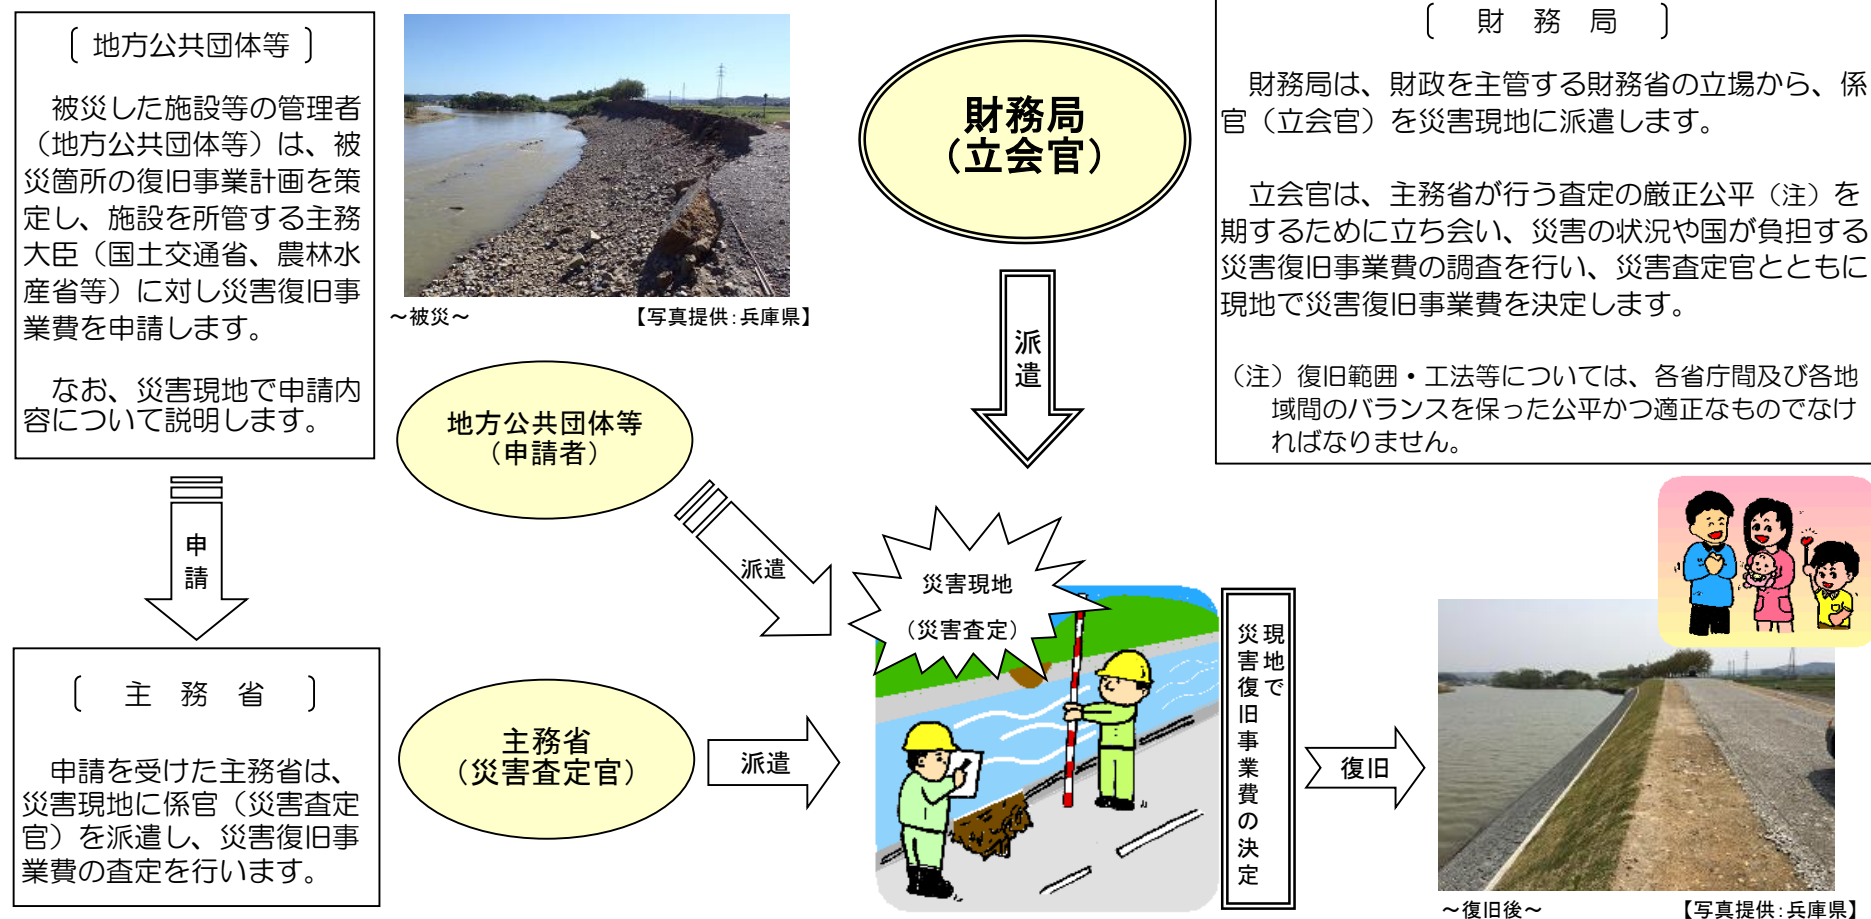 〔 地方公共団体等 〕
被災した施設等の管理者
（地方公共団体等）は、被
災箇所の復旧事業計画を策
定し、施設を所管する主務
大臣（国土交通省、農林水
産省等）に対し災害復旧事
業費を申請します。
なお、災害現地で申請内
容について説明します。
申請
〔 主 務 省 〕
申請を受けた主務省は、
災害現地に係官（災害査定
官）を派遣し、災害復旧事
業費の査定を行います。
～被災～
【写真提供：兵庫県】
地方公共団体等
（申請者）
派遣
主務省
（災害査定官）
派遣
財務局
（立会官）
派遣
災害現地
（災害査定）
〔 財 務 局 〕
財務局は、財政を主管する財務省の立場から、係
官（立会官）を災害現地に派遣します。
立会官は、主務省が行う査定の厳正公平（注）を
期するために立ち会い、災害の状況や国が負担する
災害復旧事業費の調査を行い、災害査定官とともに
現地で災害復旧事業費を決定します。
（注）復旧範囲・工法等については、各省庁間及び各地
域間のバランスを保った公平かつ適正なものでなけ
ればなりません。
現地で
災害復旧事業費の決定
復旧
～復旧後～
【写真提供：兵庫県】